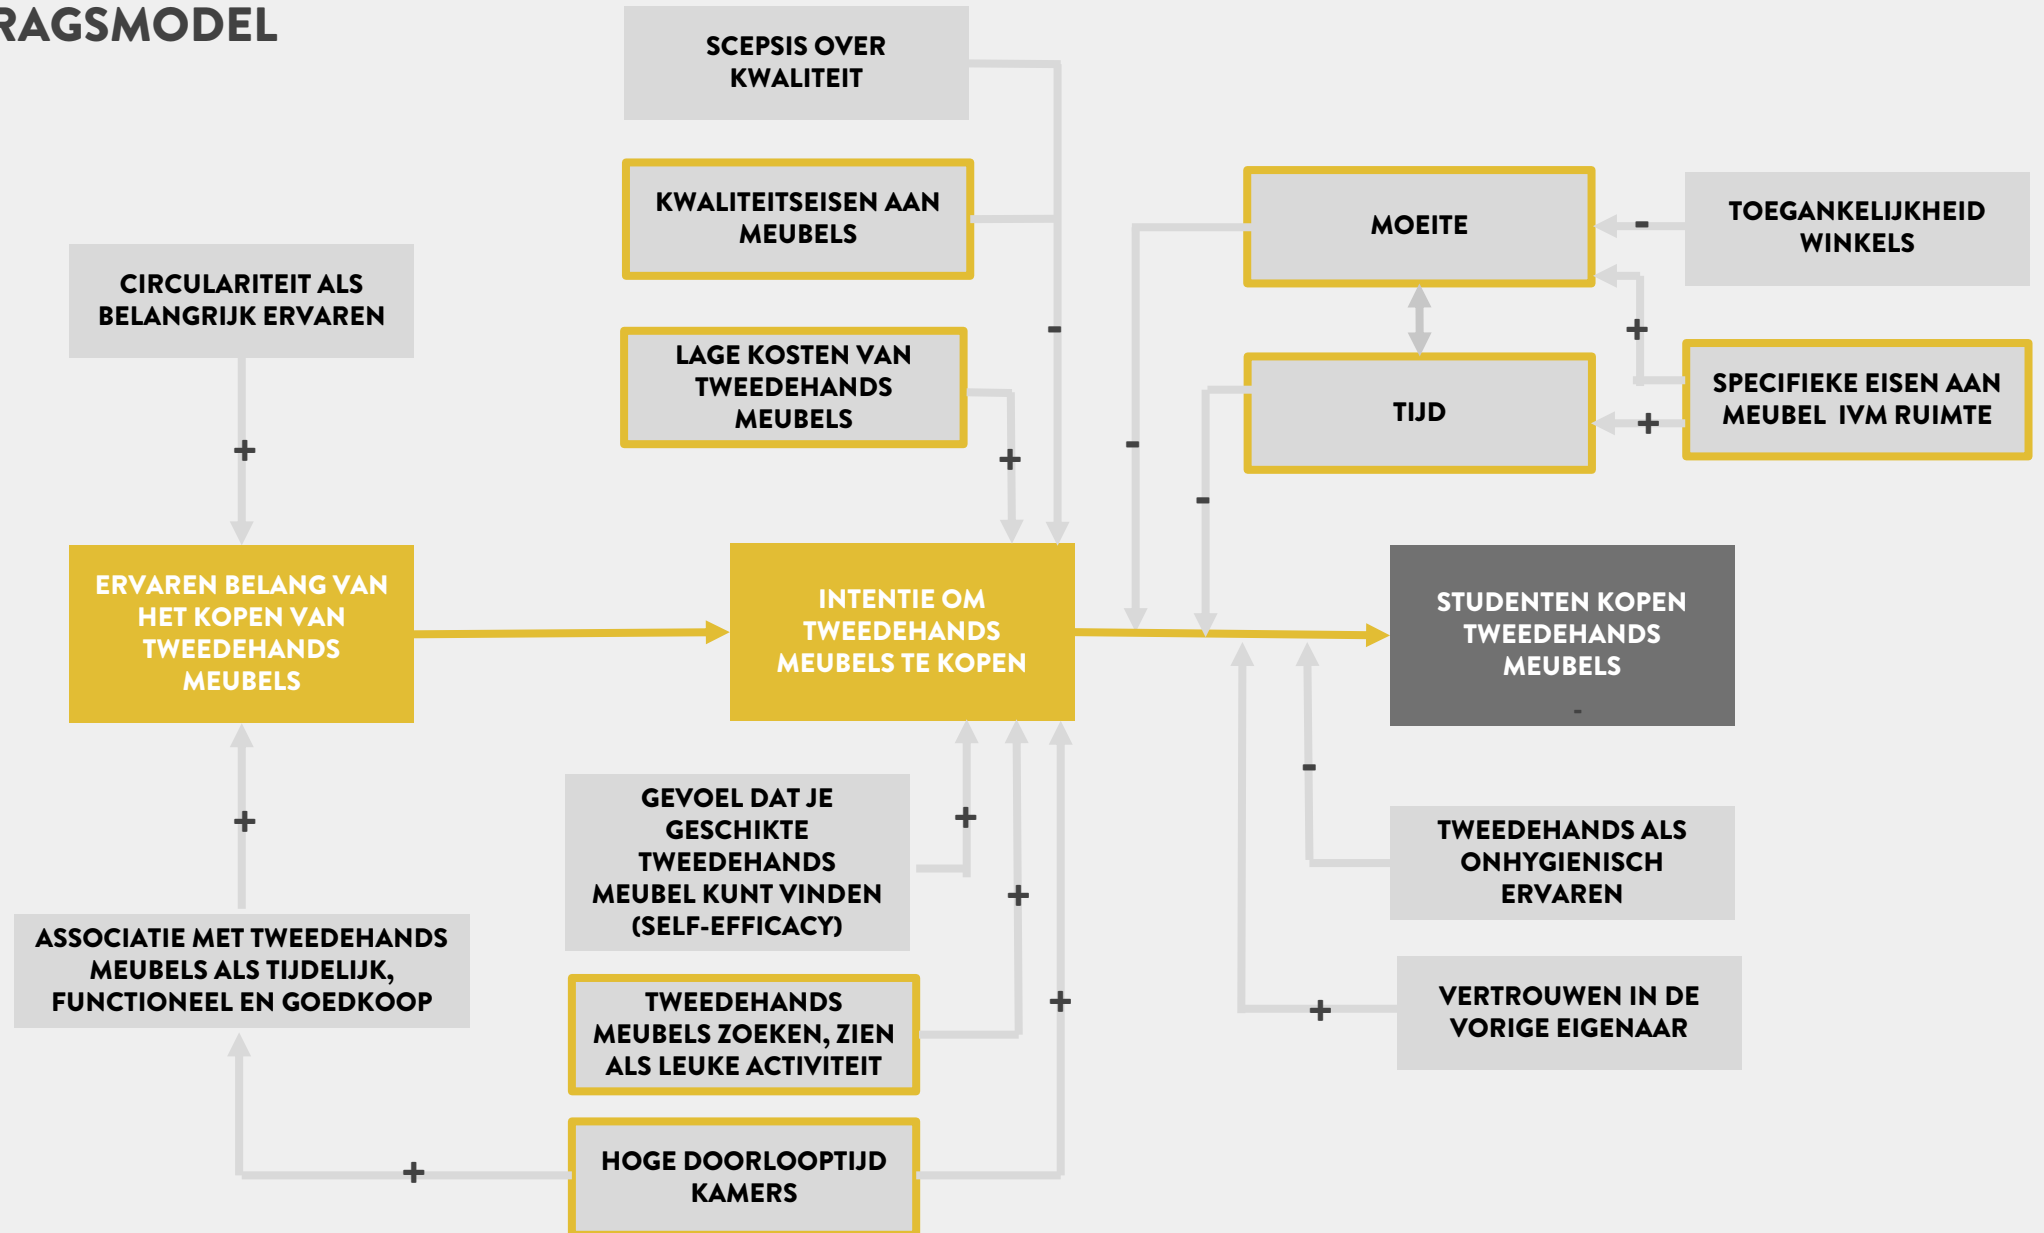 RAGSMODEL
SCEPSIS OVER
KWALITEIT
KWALITEITSEISEN AAN
MEUBELS
MOEITE
-
TOEGANKELIJKHEID
WINKELS
CIRCULARITEIT ALS
BELANGRIJK ERVAREN
-
+
LAGE KOSTEN VAN
TWEEDEHANDS
MEUBELS
TIJD
SPECIFIEKE EISEN AAN
MEUBEL IVM RUIMTE
+
+
+
-
-
ERVAREN BELANG VAN
HET KOPEN VAN
TWEEDEHANDS
MEUBELS
INTENTIE OM
TWEEDEHANDS
MEUBELS TE KOPEN
STUDENTEN KOPEN
TWEEDEHANDS
MEUBELS
-
-
+
GEVOEL DAT JE
GESCHIKTE
TWEEDEHANDS
MEUBEL KUNT VINDEN
(SELF-EFFICACY)
+
+
TWEEDEHANDS ALS
ONHYGIENISCH
ERVAREN
ASSOCIATIE MET TWEEDEHANDS
MEUBELS ALS TIJDELIJK,
FUNCTIONEEL EN GOEDKOOP
TWEEDEHANDS
MEUBELS ZOEKEN, ZIEN
ALS LEUKE ACTIVITEIT
+
+
VERTROUWEN IN DE
VORIGE EIGENAAR
+
HOGE DOORLOOPTIJD
KAMERS